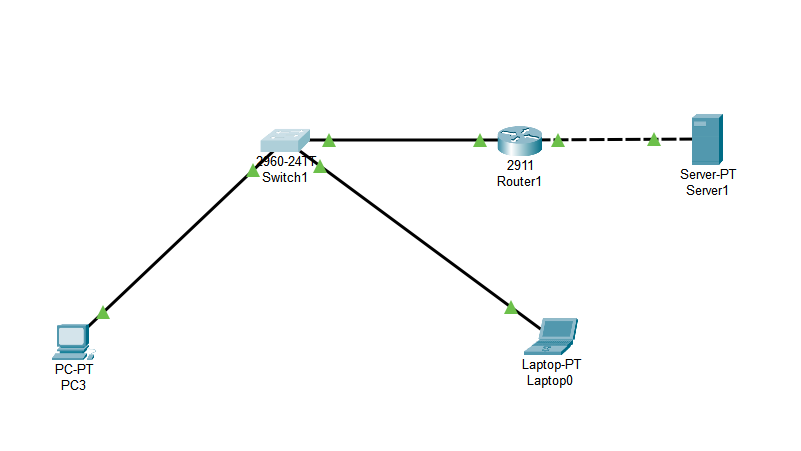 2960-24TT
Switch1
2911
Router1
Server-PT
Server1
PC-PT
PC3
Laptop-PT
Laptop0